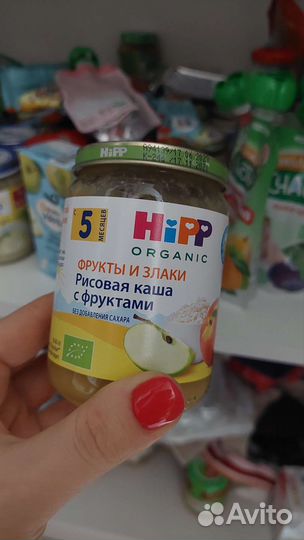 HiPP
С 5
МЕСЯЦЕВ
HiPP
ORGANIC
ФРУКТЫ И ЗЛАКИ
Рисовая каша
с фруктами
БЕЗ ДОБАВЛЕНИЯ САХАРА
Avito